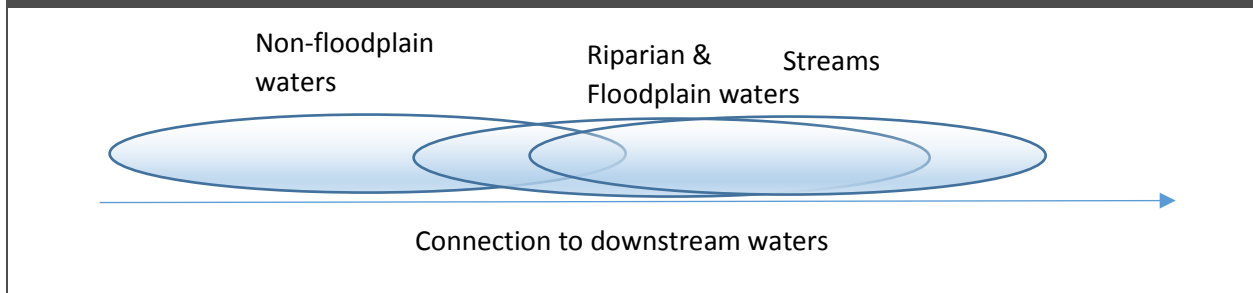 Non-floodplain
waters
Riparian &
Floodplain waters
Streams
Connection to downstream waters